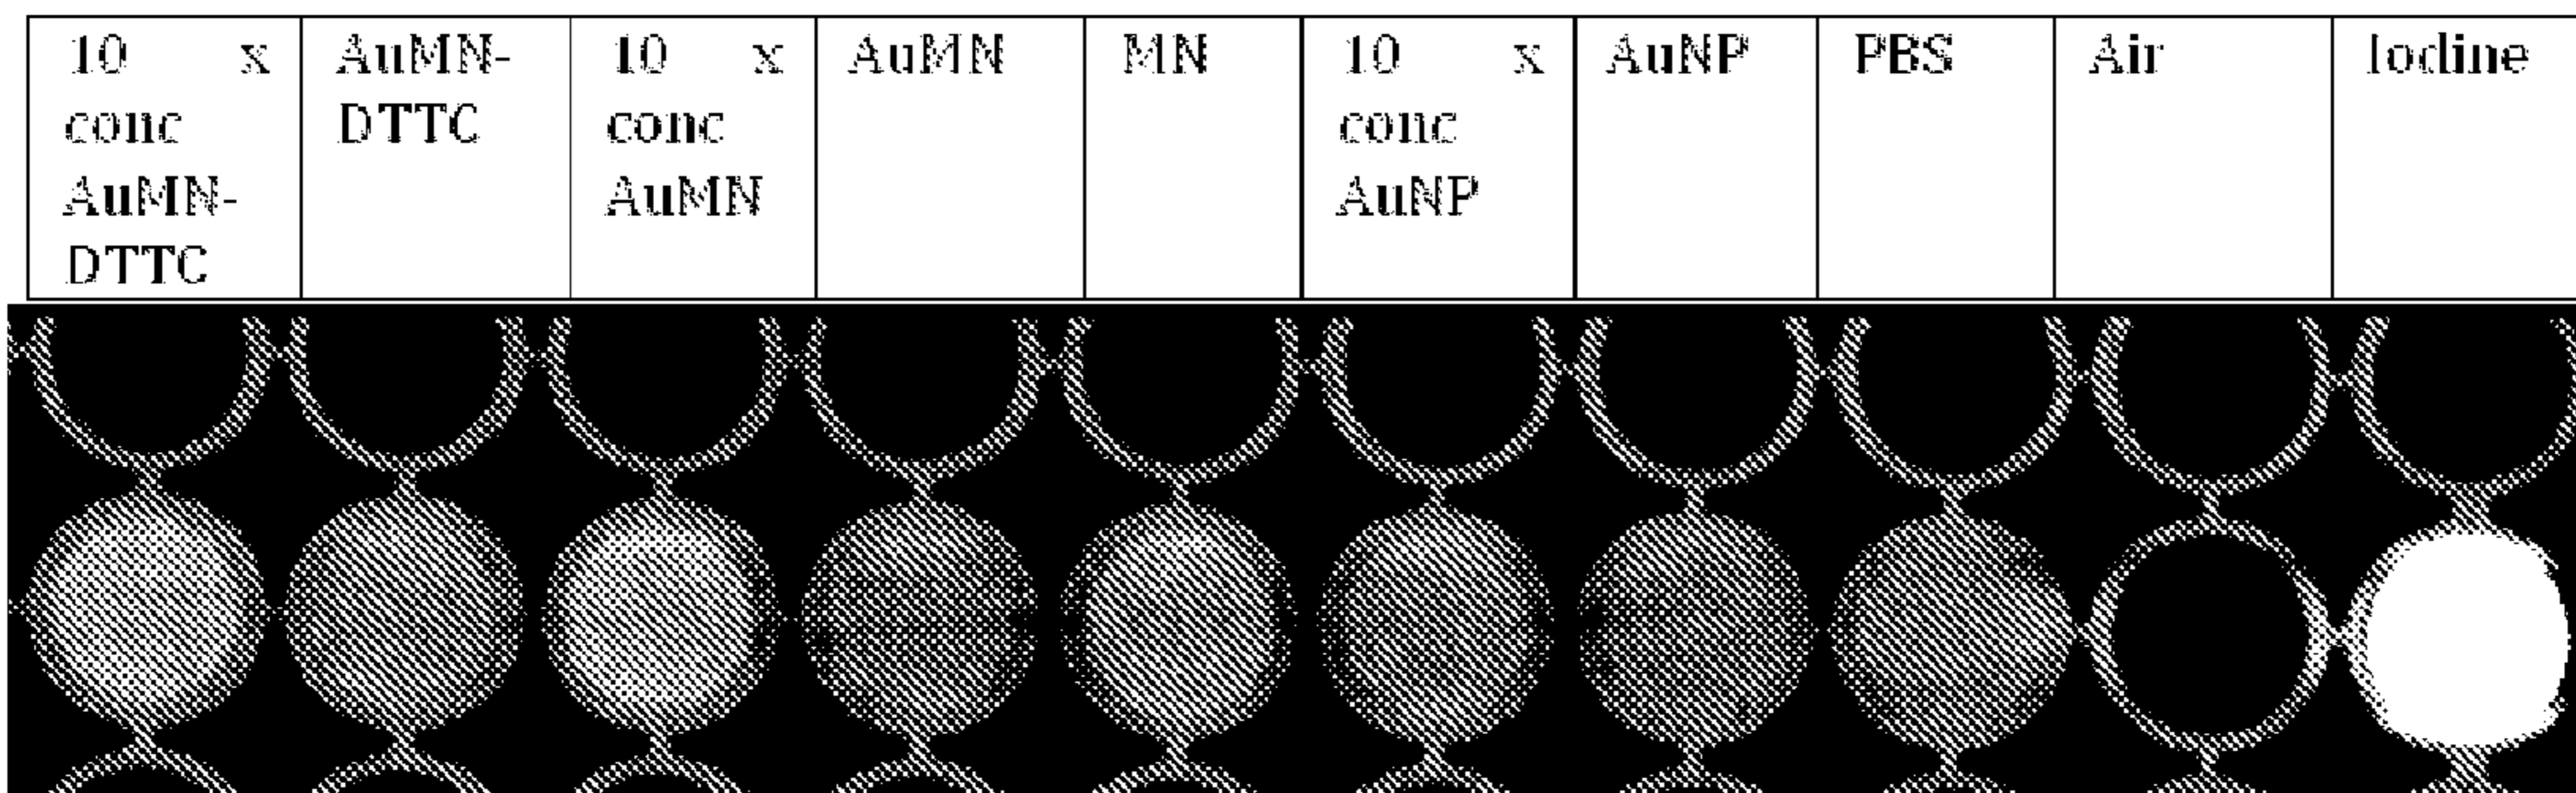 10 x
conc
AuMN-
DTTC
AuMN-
DTTC
10 x
conc
AuMN
AuMN
MN
10 x
conc
AuNP
AuNP
PBS
Air
Iodine